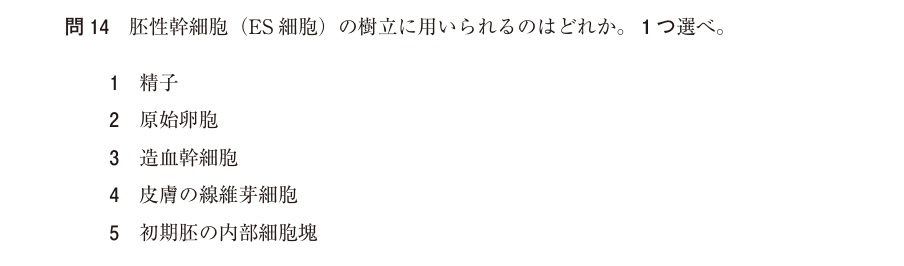 問 14 胚性幹細胞（ES 細胞）の樹立に用いられるのはどれか。1 つ選べ。
1 精子
2 原始卵胞
3 造血幹細胞
4 皮膚の線維芽細胞
5 初期胚の内部細胞塊